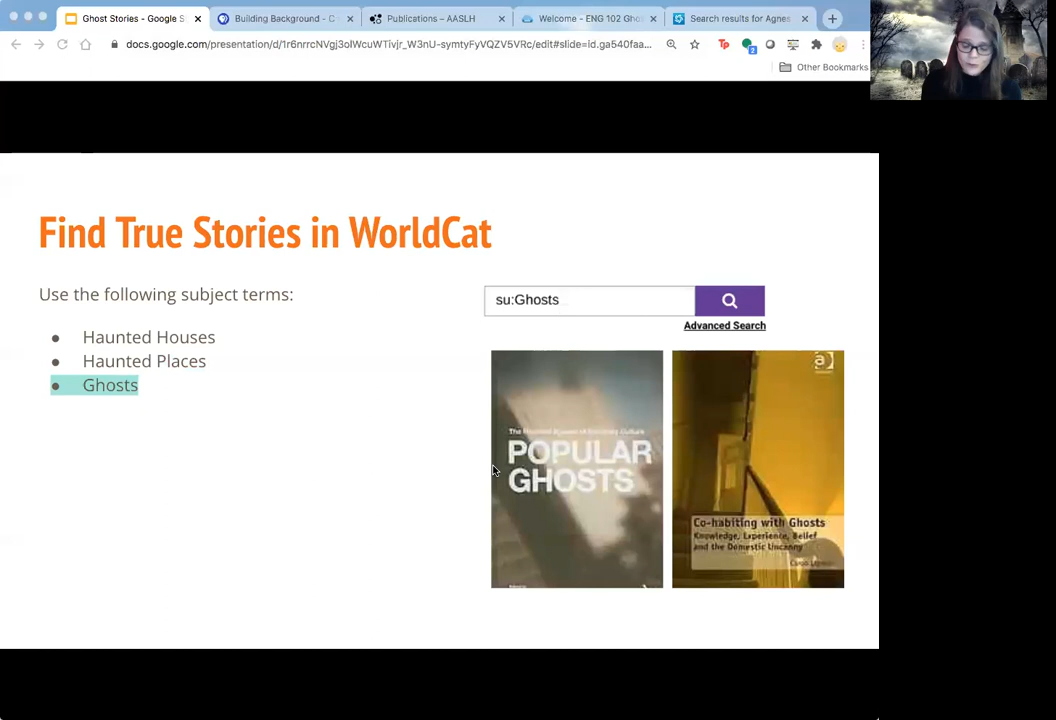 Ghost Stories - Google S
Building Background - C
Publications – AASLH
Welcome - ENG 102 Gho
Search results for Agnes
docs.google.com/presentation/d/1r6nrrcNVgj3oIWcuWTivjr_W3nU-symtyFyVQZV5VRc/edit#slide=id.ga540faa...
Tp
2
Other Bookmarks
Find True Stories in WorldCat
Use the following subject terms:
● Haunted Houses
● Haunted Places
● Ghosts
su:Ghosts
Advanced Search
POPULAR
GHOSTS
a
Co-habiting with Ghosts
Knowledge, Experience, Belief
and the Domestic Uncanny